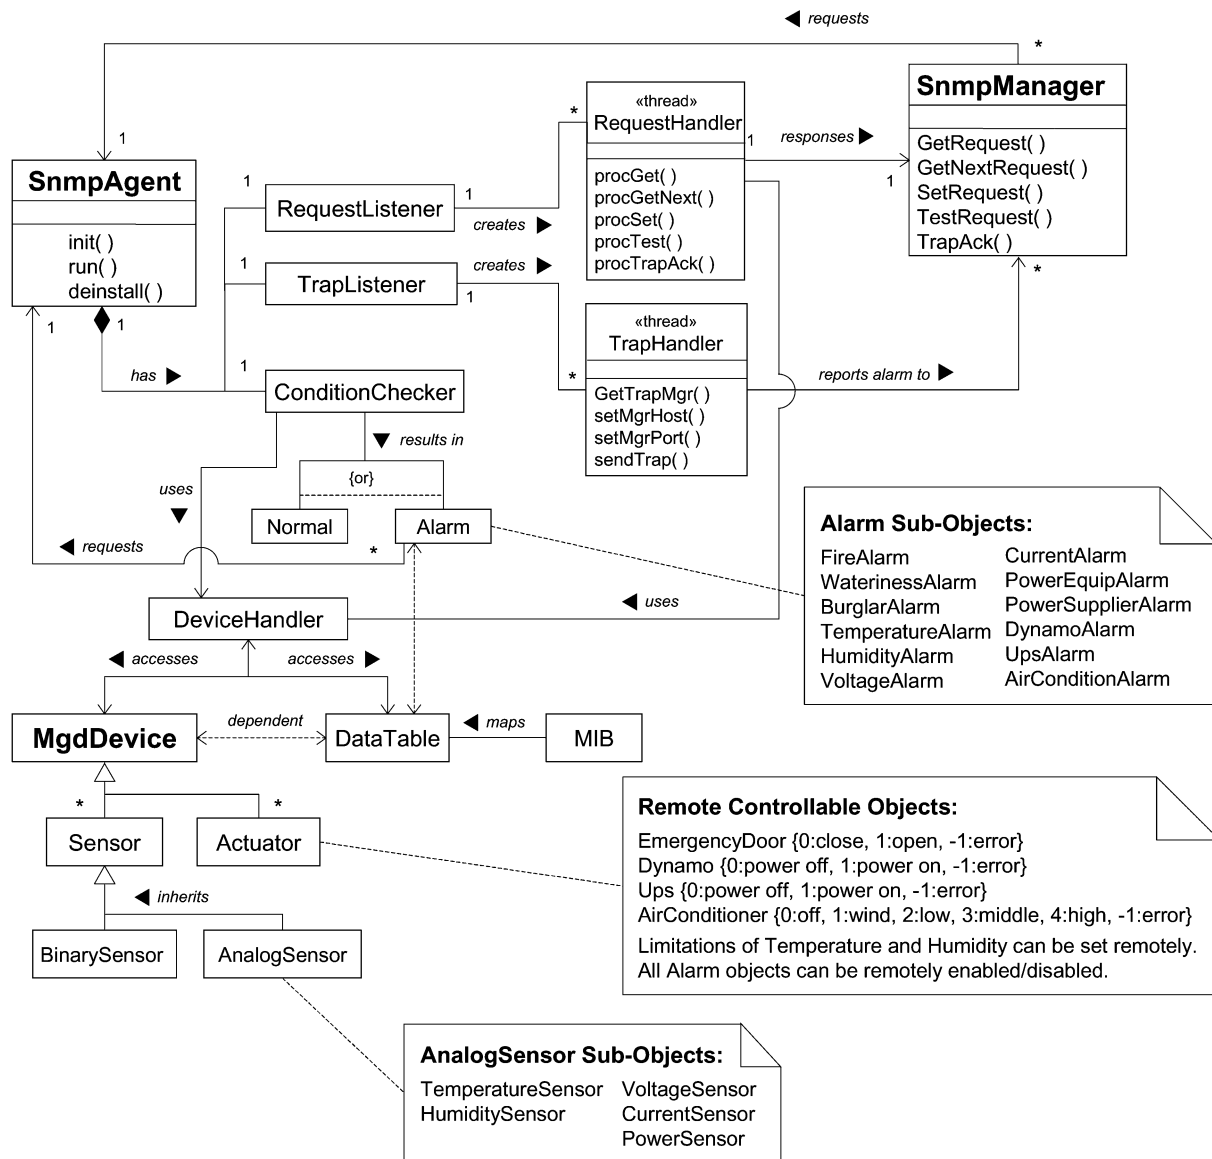 requests
*
SnmpManager
GetRequest( )
GetNextRequest( )
SetRequest( )
TestRequest( )
TrapAck( )
1
*
«thread»
RequestHandler
procGet( )
procGetNext( )
procSet( )
procTest( )
procTrapAck( )
*
1
responses
1
1
SnmpAgent
init( )
run( )
deinstall( )
1
1
1
RequestListener
1
creates
1
TrapListener
1
creates
«thread»
TrapHandler
GetTrapMgr( )
setMgrHost( )
setMgrPort( )
sendTrap( )
*
reports alarm to
has
1
ConditionChecker
results in
{or}
uses
Normal
Alarm
requests
*
Alarm Sub-Objects:
FireAlarm
WaterinessAlarm
BurglarAlarm
TemperatureAlarm
HumidityAlarm
VoltageAlarm
CurrentAlarm
PowerEquipAlarm
PowerSupplierAlarm
DynamoAlarm
UpsAlarm
AirConditionAlarm
DeviceHandler
uses
accesses
accesses
MgdDevice
dependent
DataTable
maps
MIB
*
*
Sensor
Actuator
inherits
BinarySensor
AnalogSensor
Remote Controllable Objects:
EmergencyDoor {0:close, 1:open, -1:error}
Dynamo {0:power off, 1:power on, -1:error}
Ups {0:power off, 1:power on, -1:error}
AirConditioner {0:off, 1:wind, 2:low, 3:middle, 4:high, -1:error}
Limitations of Temperature and Humidity can be set remotely.
All Alarm objects can be remotely enabled/disabled.
AnalogSensor Sub-Objects:
TemperatureSensor
HumiditySensor
VoltageSensor
CurrentSensor
PowerSensor